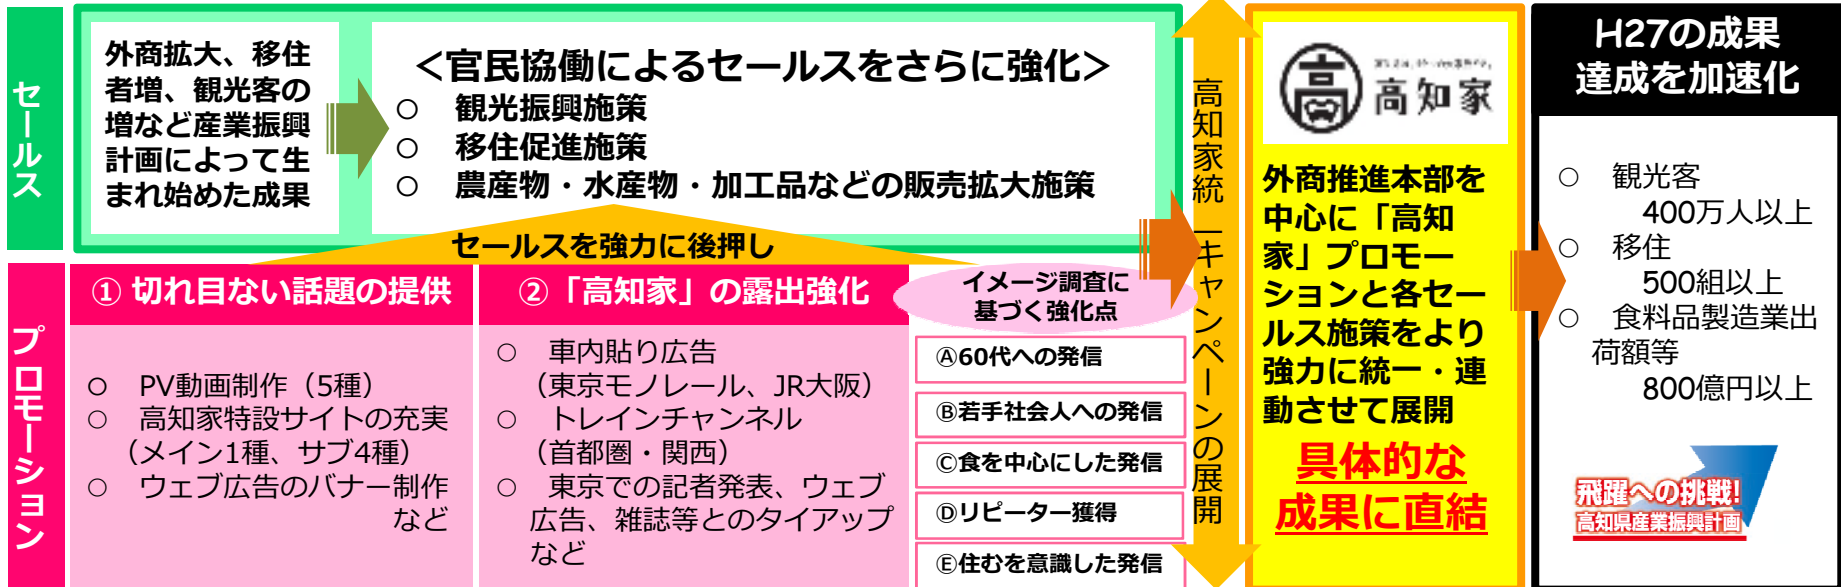 セールス
外商拡大、移住
者増、観光客の
増など産業振興
計画によって生
まれ始めた成果
＜官民協働によるセールスをさらに強化＞
○ 観光振興施策
○ 移住促進施策
○ 農産物・水産物・加工品などの販売拡大施策
セールスを強力に後押し
プロモーション
① 切れ目ない話題の提供
○ PV動画制作（5種）
○ 高知家特設サイトの充実
（メイン1種、サブ4種）
○ ウェブ広告のバナー制作
など
②「高知家」の露出強化
○ 車内貼り広告
（東京モノレール、JR大阪）
○ トレインチャンネル
（首都圏・関西）
○ 東京での記者発表、ウェブ
広告、雑誌等とのタイアップ
など
イメージ調査に
基づく強化点
Ⓐ60代への発信
Ⓑ若手社会人への発信
Ⓒ食を中心にした発信
Ⓓリピーター獲得
Ⓔ住むを意識した発信
高知家統一キャンペーンの展開
高知家
外商推進本部を
中心に「高知
家」プロモー
ションと各セー
ルス施策をより
強力に統一・連
動させて展開
具体的な
成果に直結
H27の成果
達成を加速化
○ 観光客
400万人以上
○ 移住
500組以上
○ 食料品製造業出
荷額等
800億円以上
飛躍への挑戦!
高知県産業振興計画